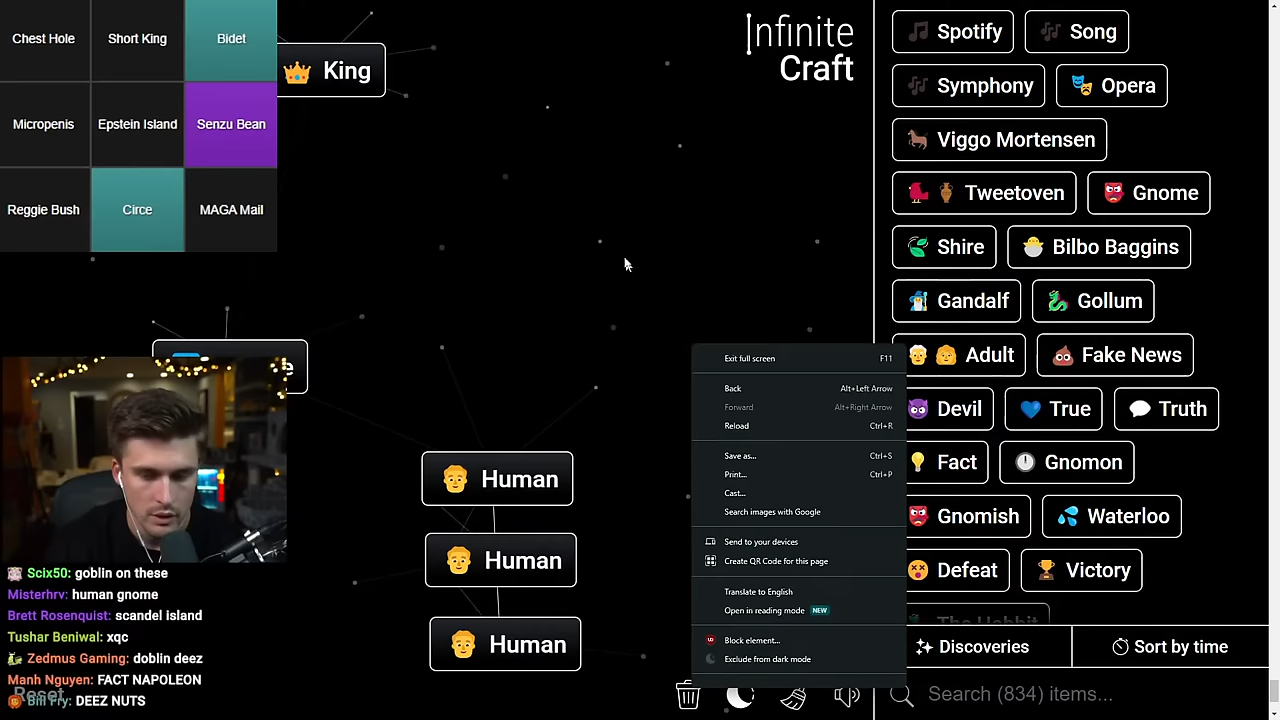 Chest Hole
Short King
Bidet
Micropenis
Epstein Island
Senzu Bean
Reggie Bush
Circe
MAGA Mail
King
Infinite
Craft
Human
Human
Human
Scix50: goblin on these
Misterhrv: human gnome
Brett Rosenquist: scandel island
Tushar Beniwal: xqc
Zedmus Gaming: doblin deez
Manh Nguyen: FACT NAPOLEON
Bill Fry: DEEZ NUTS
Reset
Exit full screen F11
Back Alt+Left Arrow
Forward Alt+Right Arrow
Reload Ctrl+R
Save as... Ctrl+S
Print... Ctrl+P
Cast...
Search images with Google
Send to your devices
Create QR Code for this page
Translate to English
Open in reading mode NEW
Block element...
Exclude from dark mode
Spotify Song
Symphony Opera
Viggo Mortensen
Tweetoven Gnome
Shire Bilbo Baggins
Gandalf Gollum
Adult Fake News
Devil True Truth
Fact Gnomon
Gnomish Waterloo
Defeat Victory
The Hobbit
Discoveries Sort by time
Search (834) items...